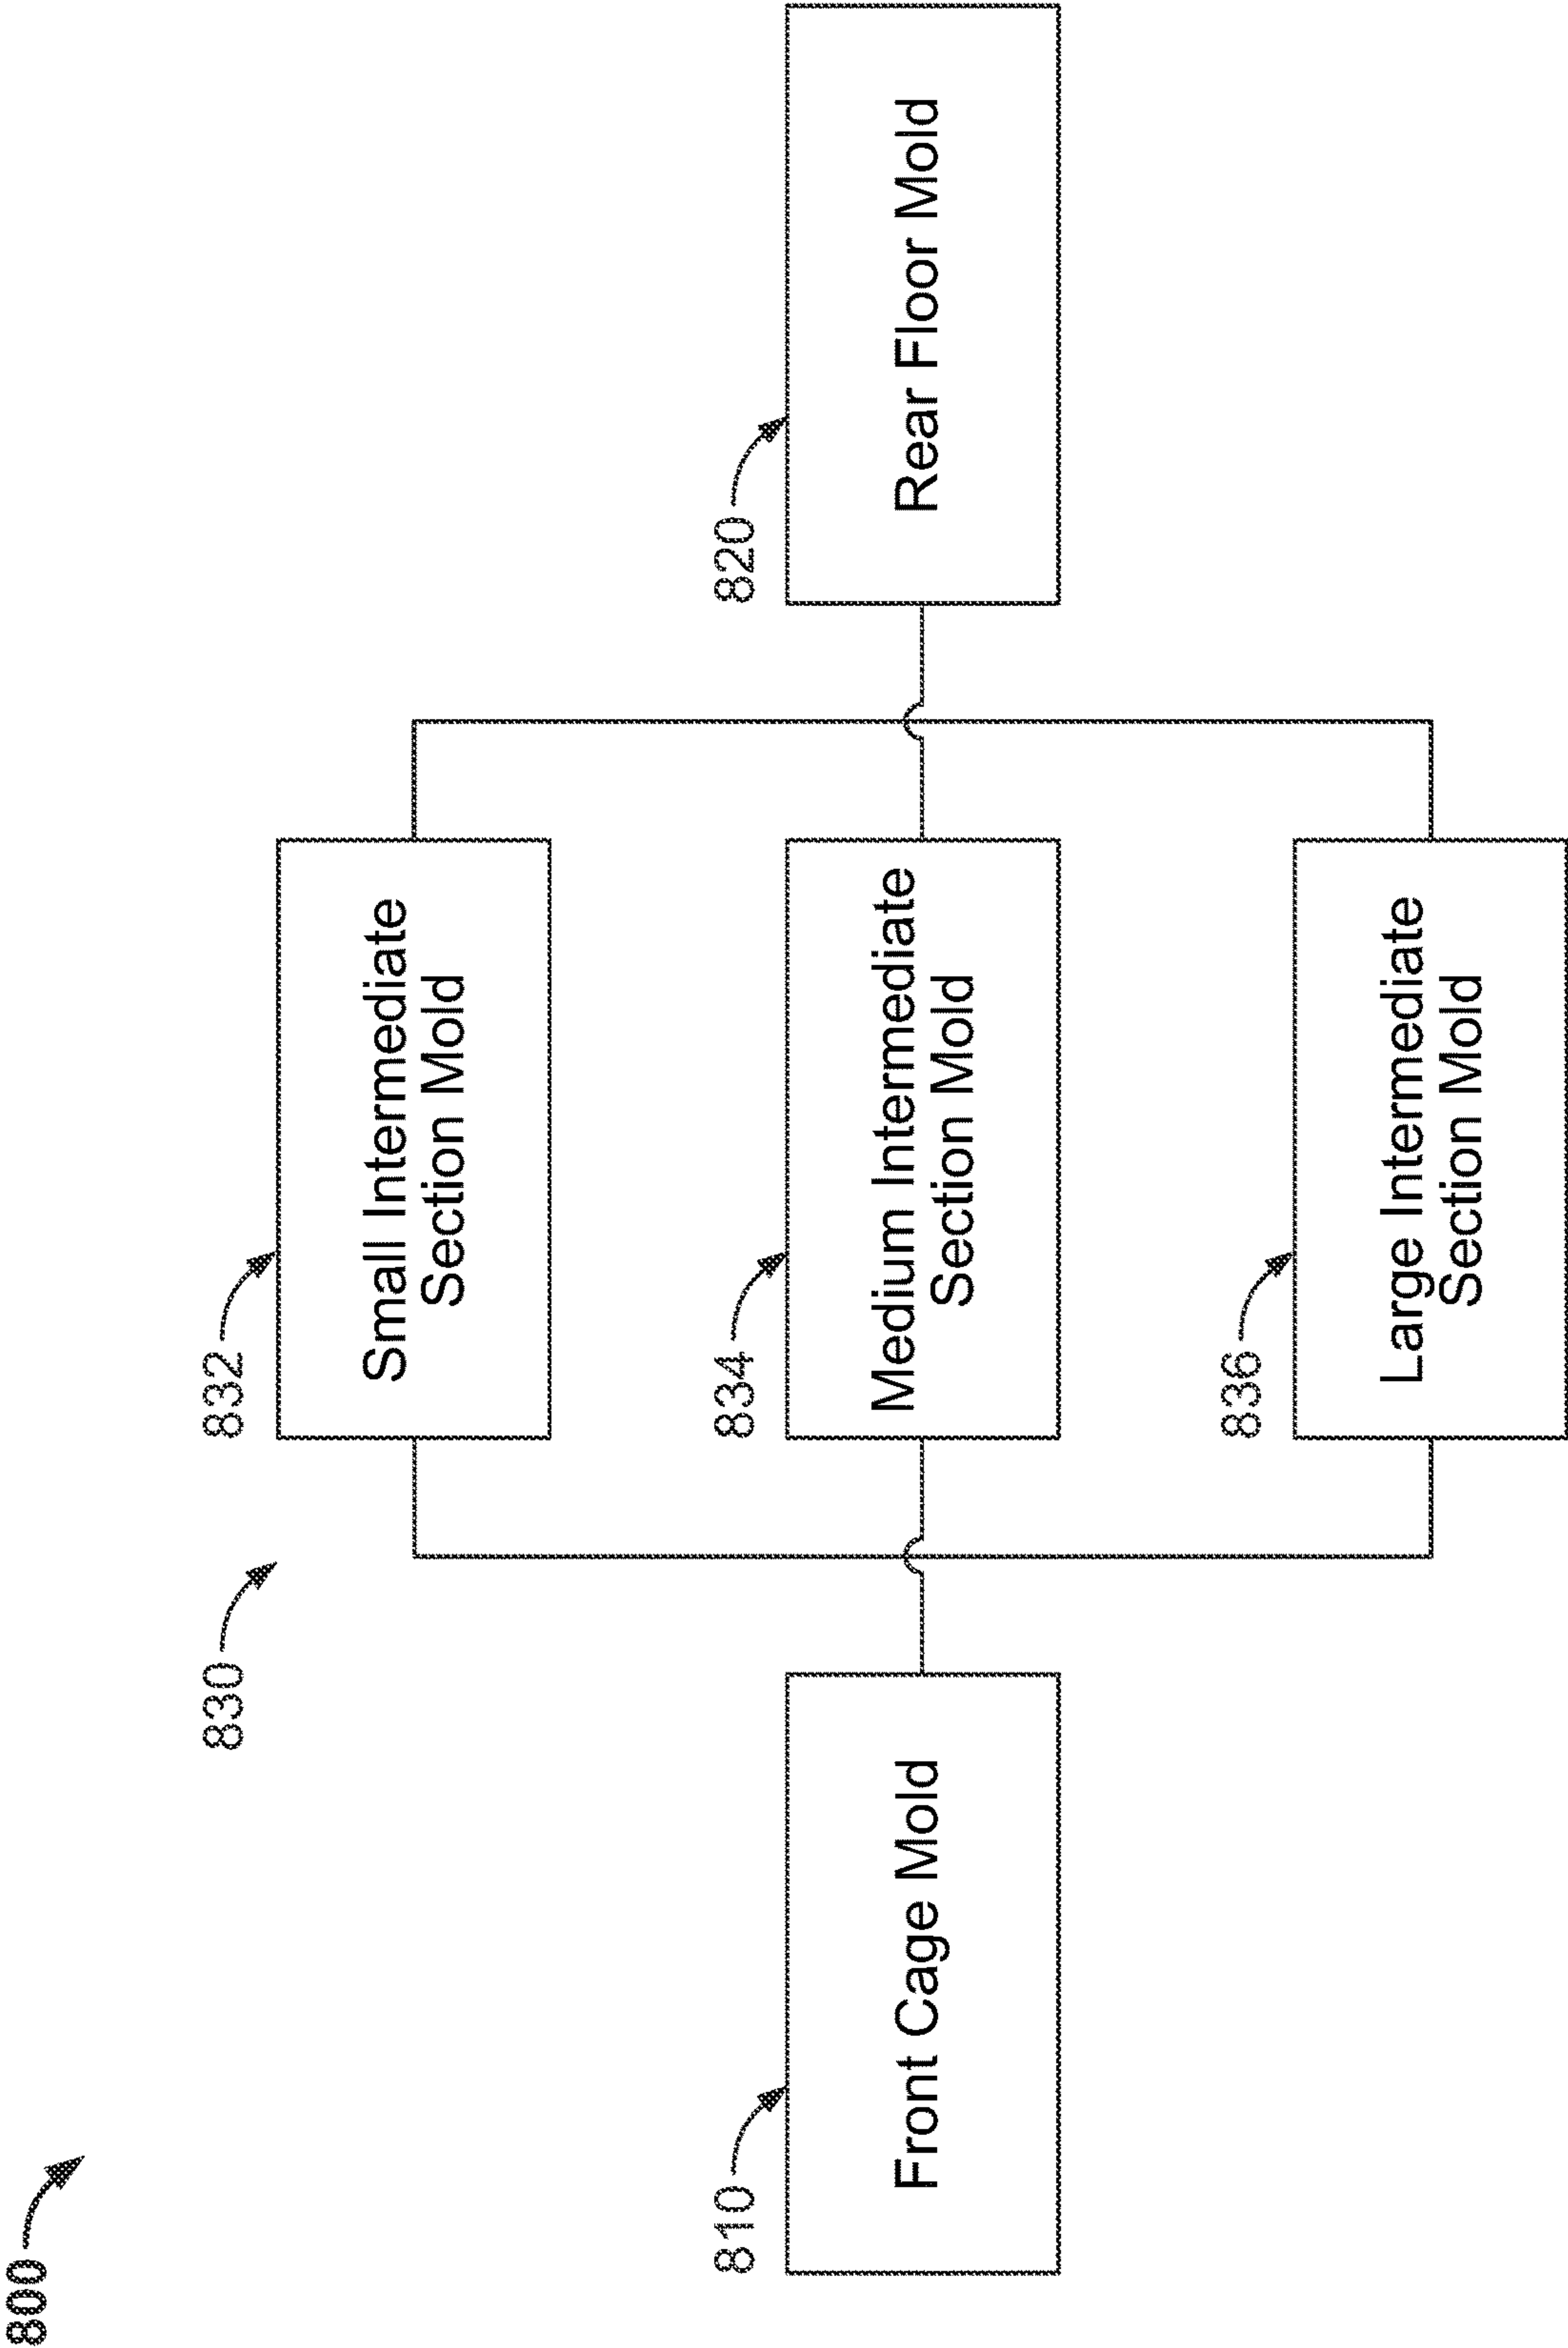 800
830
832
Small Intermediate
Section Mold
810
Front Cage Mold
834
Medium Intermediate
Section Mold
820
Rear Floor Mold
836
Large Intermediate
Section Mold